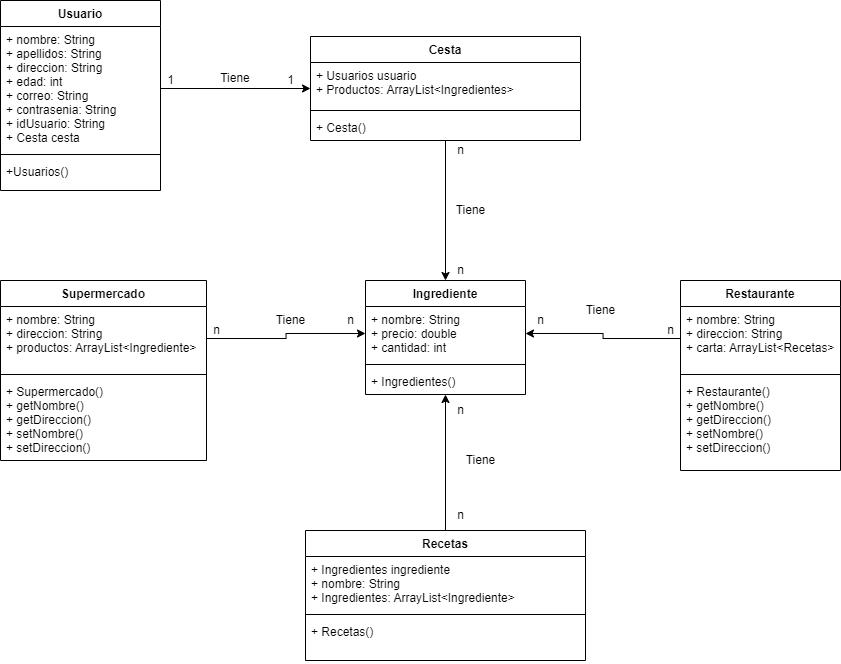 Usuario
+ nombre: String
+ apellidos: String
+ direccion: String
+ edad: int
+ correo: String
+ contrasenia: String
+ idUsuario: String
+ Cesta cesta
+Usuarios()
1 Tiene 1
Cesta
+ Usuarios usuario
+ Productos: ArrayList<Ingredientes>
+ Cesta()
n
Tiene
n
Supermercado
+ nombre: String
+ direccion: String
+ productos: ArrayList<Ingrediente>
+ Supermercado()
+ getNombre()
+ getDireccion()
+ setNombre()
+ setDireccion()
n Tiene n
Ingrediente
+ nombre: String
+ precio: double
+ cantidad: int
+ Ingredientes()
n Tiene n
Restaurante
+ nombre: String
+ direccion: String
+ carta: ArrayList<Recetas>
+ Restaurante()
+ getNombre()
+ getDireccion()
+ setNombre()
+ setDireccion()
n
Tiene
n
Recetas
+ Ingredientes ingrediente
+ nombre: String
+ Ingredientes: ArrayList<Ingrediente>
+ Recetas()